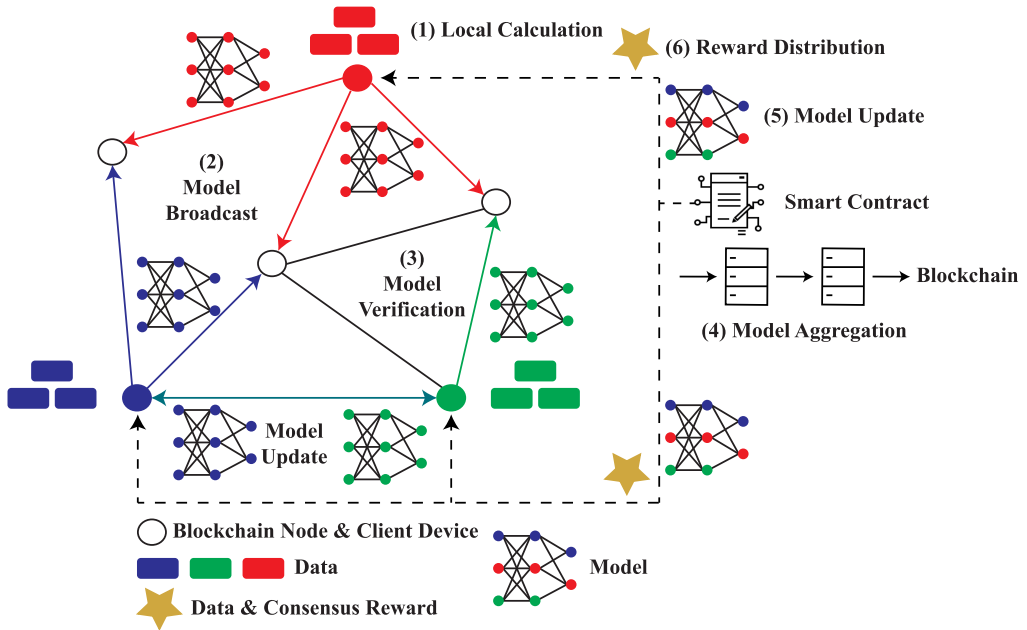 (1) Local Calculation
(6) Reward Distribution
(5) Model Update
(2)
Model
Broadcast
Smart Contract
(3)
Model
Verification
Blockchain
(4) Model Aggregation
Model
Update
Blockchain Node & Client Device
Data
Model
Data & Consensus Reward